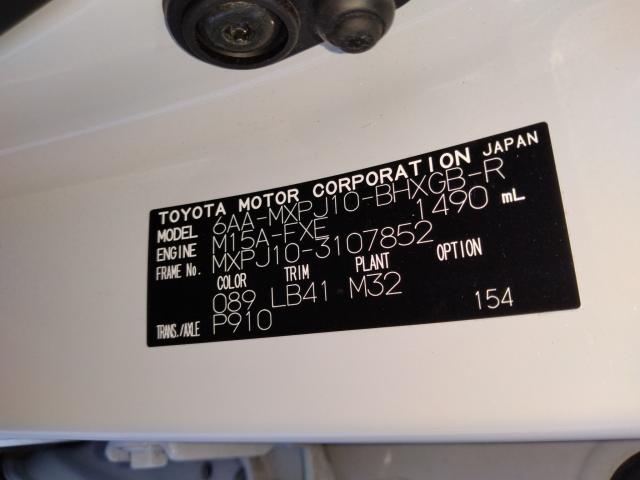 TOYOTA MOTOR CORPORATION JAPAN
MODEL 6AA-MXPJ10-BHXGB-R
ENGINE M15A-FXE 1490 mL
FRAME No. MXPJ10-3107852
COLOR TRIM PLANT OPTION
089 LB41 M32
TRANS./AXLE P910 154